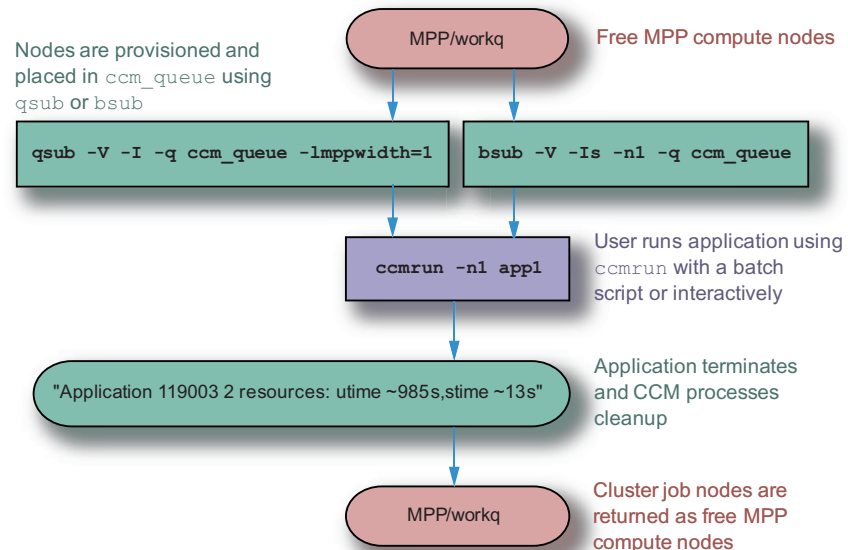 MPP/workq
Free MPP compute nodes
Nodes are provisioned and
placed in ccm_queue using
qsub or bsub
qsub -V -I -q ccm_queue -lmppwidth=1
bsub -V -Is -n1 -q ccm_queue
ccmrun -n1 app1
User runs application using
ccmrun with a batch
script or interactively
"Application 119003 2 resources: utime ~985s,stime ~13s"
Application terminates
and CCM processes
cleanup
MPP/workq
Cluster job nodes are
returned as free MPP
compute nodes